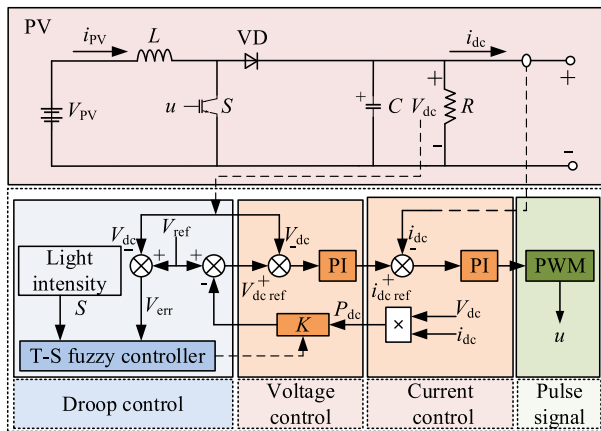 PV
i_PV
L
VD
i_dc
V_PV
u
S
+
C
V_dc
+
-
R
+
-
V_dc
-
+
V_ref
+
-
V_dc
-
+
V_dc ref
PI
i_dc
-
+
i_dc ref
PI
PWM
Light
intensity
S
V_err
P_dc
K
×
V_dc
i_dc
u
T-S fuzzy controller
Droop control
Voltage
control
Current
control
Pulse
signal